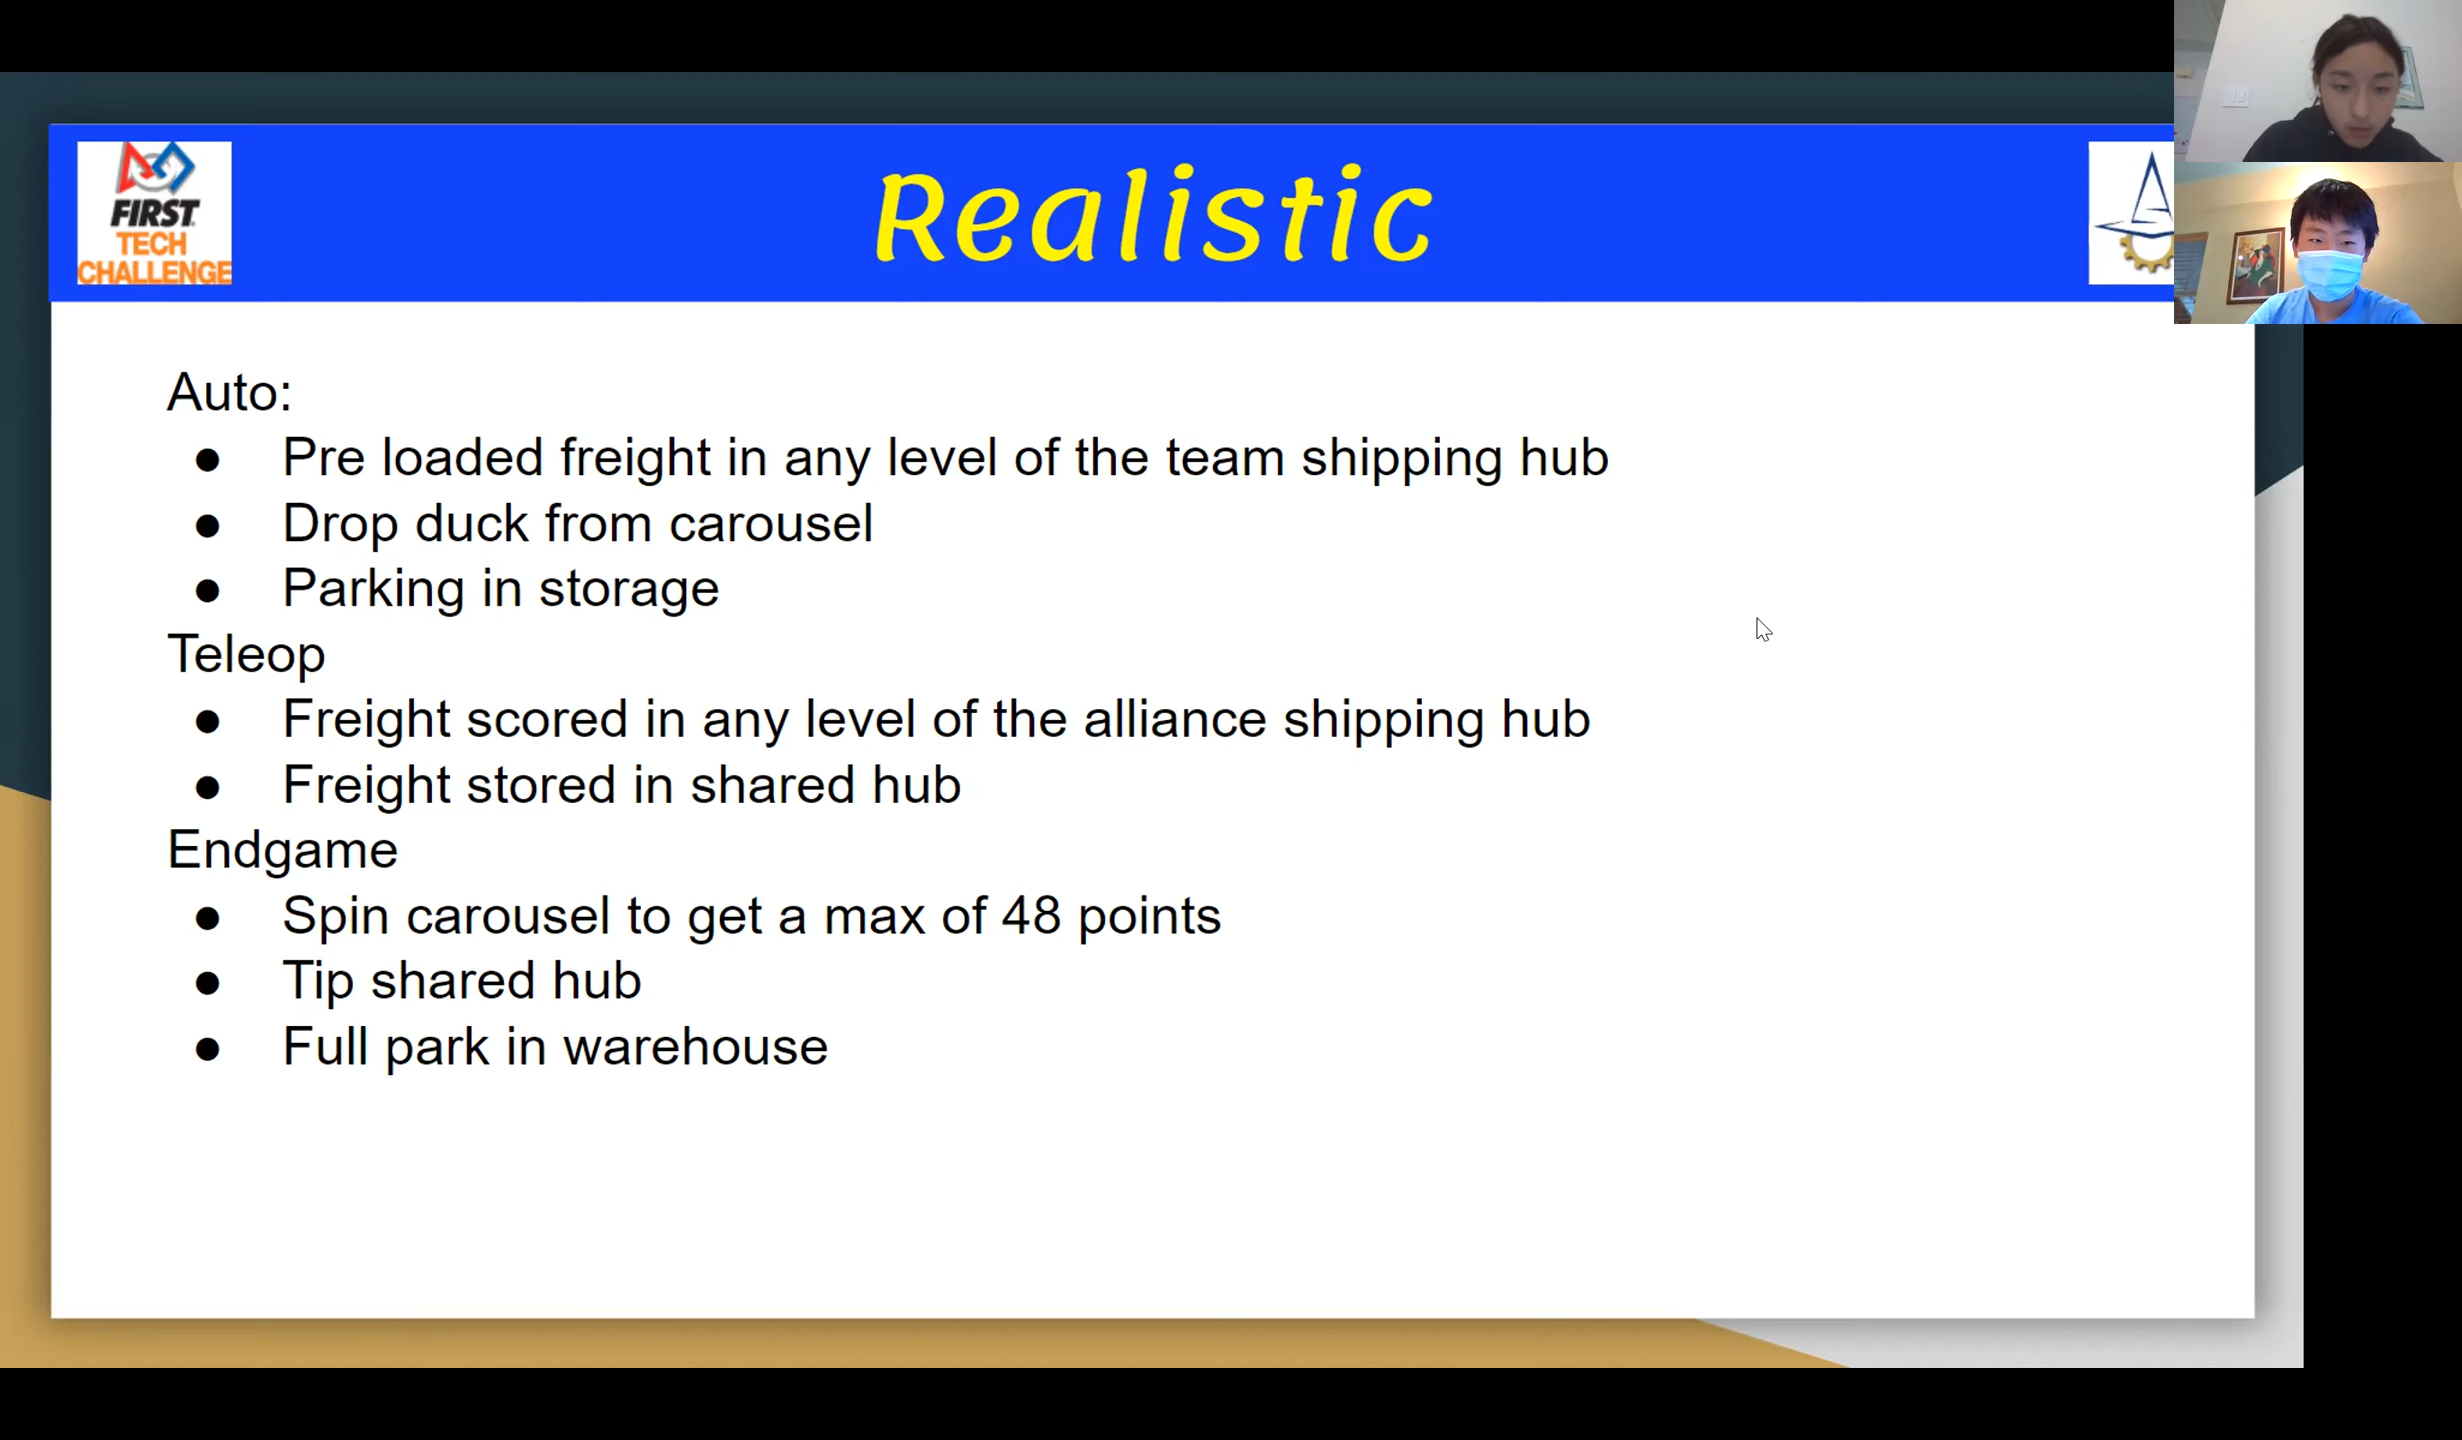 FIRST
TECH
CHALLENGE
Realistic
Auto:
● Pre loaded freight in any level of the team shipping hub
● Drop duck from carousel
● Parking in storage
Teleop
● Freight scored in any level of the alliance shipping hub
● Freight stored in shared hub
Endgame
● Spin carousel to get a max of 48 points
● Tip shared hub
● Full park in warehouse